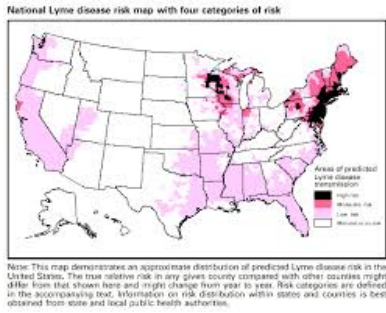 National Lyme disease risk map with four categories of risk
Areas of predicted
Lyme disease
transmission
High risk
Moderate risk
Low risk
Note: This map demonstrates an approximate distribution of predicted Lyme disease risk in the
United States. The true relative risk in any given county compared with other counties might
differ from that shown here and might change from year to year. Risk categories are defined
in the accompanying text. Information on risk distribution within states and counties is best
obtained from state and local public health authorities.